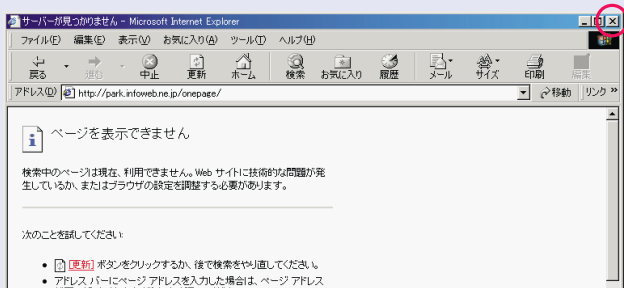 サーバーが見つかりません - Microsoft Internet Explorer
ファイル(F) 編集(E) 表示(V) お気に入り(A) ツール(T) ヘルプ(H)
戻る 進む 中止 更新 ホーム 検索 お気に入り 履歴 メール サイズ 印刷 編集
アドレス(D) http://park.infoweb.ne.jp/onepage/ 移動 リンク »
ページを表示できません
検索中のページは現在、利用できません。Web サイトに技術的な問題が発
生しているか、またはブラウザの設定を調整する必要があります。
次のことを試してください:
• [更新] ボタンをクリックするか、後で検索をやり直してください。
• アドレス バーにページ アドレスを入力した場合は、ページ アドレス